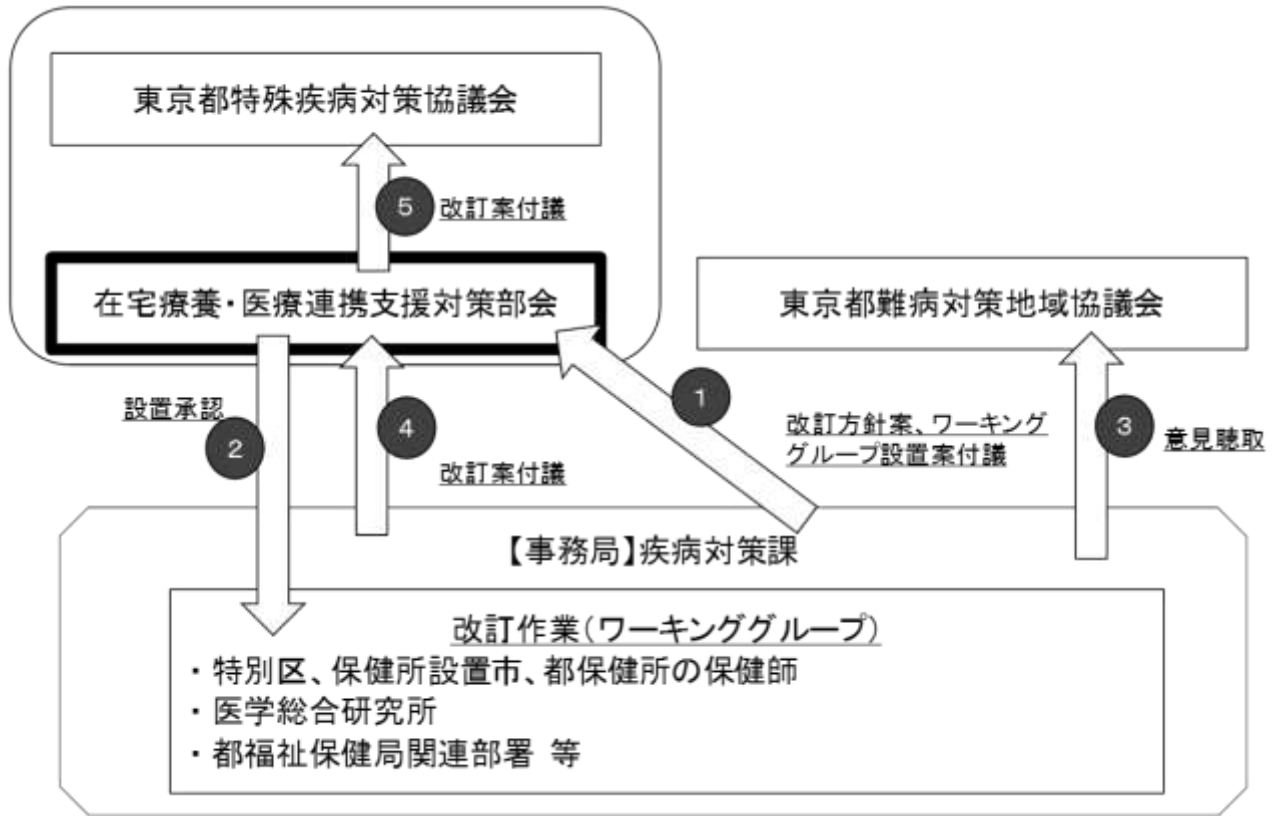 東京都特殊疾病対策協議会
5
改訂案付議
在宅療養・医療連携支援対策部会
東京都難病対策地域協議会
設置承認
2
4
改訂案付議
1
改訂方針案、ワーキング
グループ設置案付議
3
意見聴取
【事務局】疾病対策課
改訂作業(ワーキンググループ)
・特別区、保健所設置市、都保健所の保健師
・医学総合研究所
・都福祉保健局関連部署 等